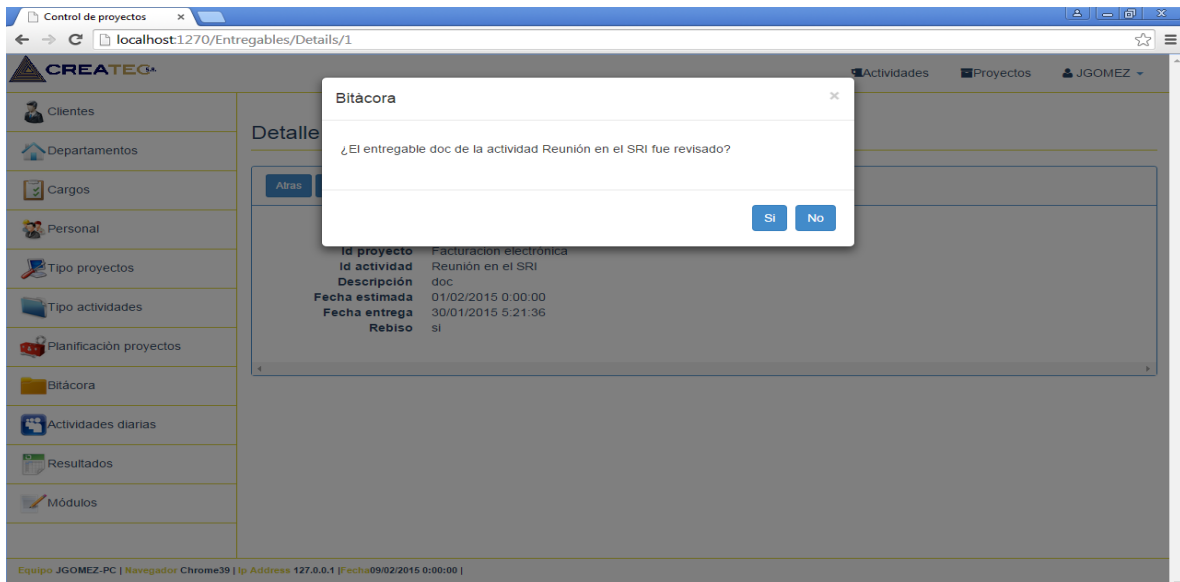 Control de proyectos
localhost:1270/Entregables/Details/1
CREATEC S.A.
Actividades
Proyectos
JGOMEZ
Clientes
Departamentos
Cargos
Personal
Tipo proyectos
Tipo actividades
Planificaciòn proyectos
Bitácora
Actividades diarias
Resultados
Módulos
Detalle
Bitàcora
×
¿El entregable doc de la actividad Reunión en el SRI fue revisado?
Si No
Atras
Id proyecto Facturacion electrónica
Id actividad Reunión en el SRI
Descripción doc
Fecha estimada 01/02/2015 0:00:00
Fecha entrega 30/01/2015 5:21:36
Rebiso si
Equipo JGOMEZ-PC | Navegador Chrome39 | Ip Address 127.0.0.1 |Fecha09/02/2015 0:00:00 |